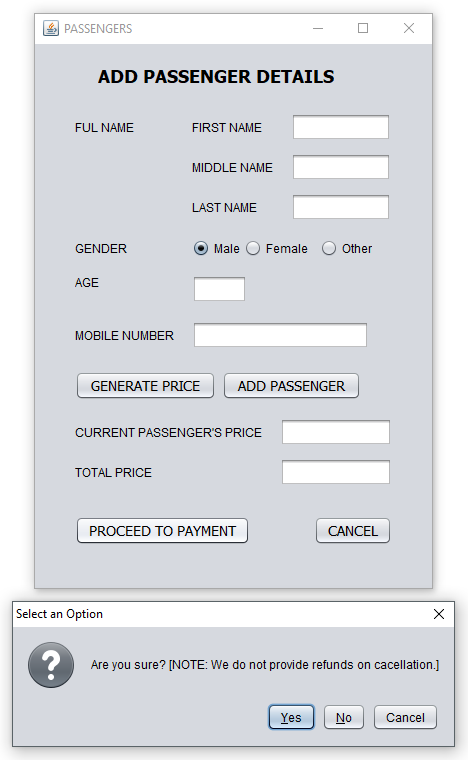 PASSENGERS
ADD PASSENGER DETAILS
FUL NAME FIRST NAME
MIDDLE NAME
LAST NAME
GENDER Male Female Other
AGE
MOBILE NUMBER
GENERATE PRICE ADD PASSENGER
CURRENT PASSENGER'S PRICE
TOTAL PRICE
PROCEED TO PAYMENT CANCEL
Select an Option
Are you sure? [NOTE: We do not provide refunds on cacellation.]
Yes No Cancel